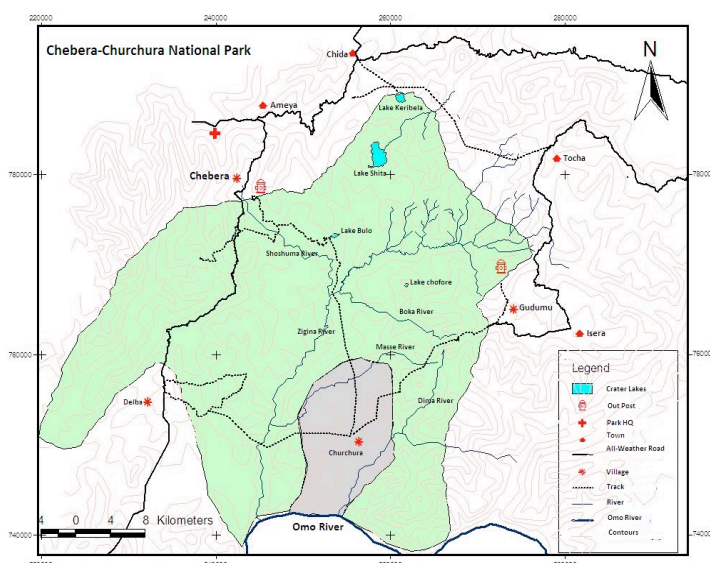 220000 240000 260000 280000
Chebera-Churchura National Park
N
Chida
Lake Keribela
Ameya
Tocha
Lake Shita
Chebera
780000 780000
Lake Bulo
Shoshuma River
Lake chofore
Boka River
Gudumu
Zigina River
Isera
Masse River
760000 760000
Dima River
Delba
Churchura
Omo River
4 0 4 8 Kilometers
740000 740000
Legend
Crater Lakes
Out Post
Park HQ
Town
All-Weather Road
Village
Track
River
Omo River
Contours